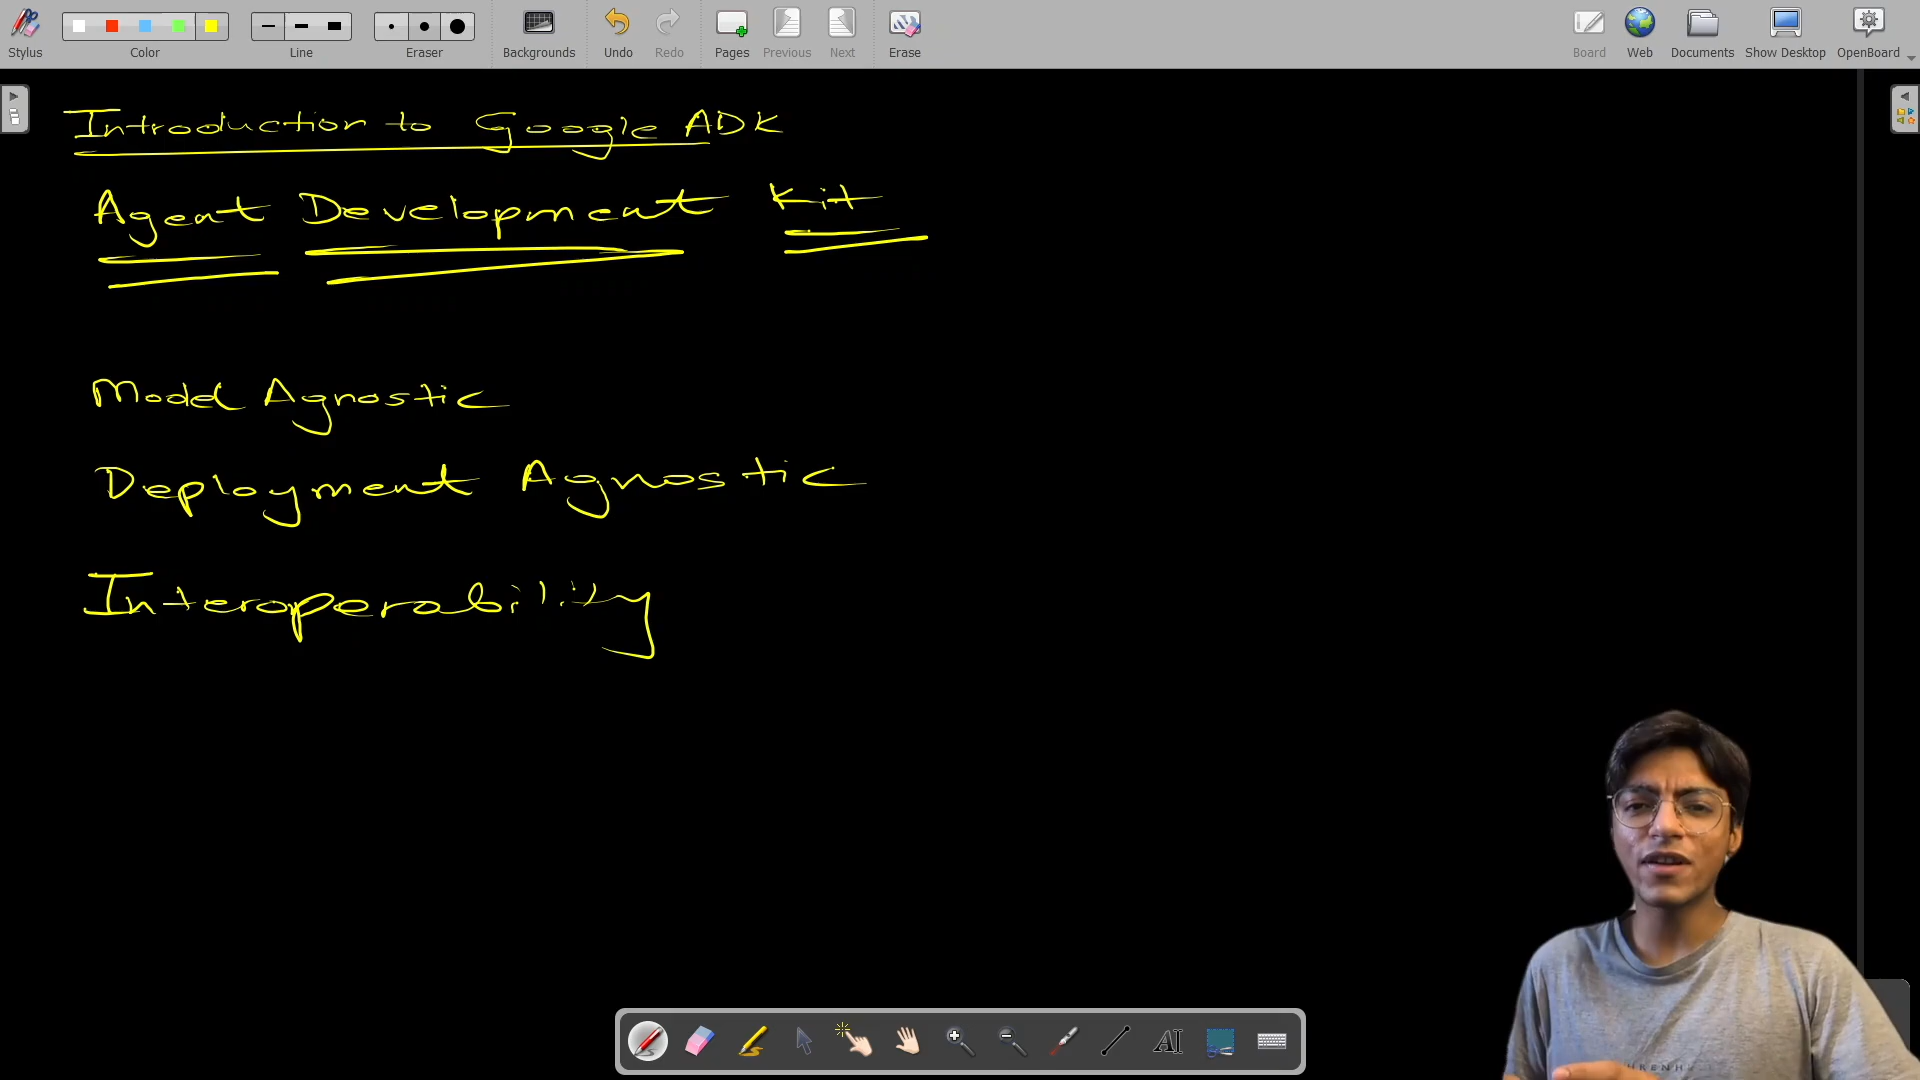 Stylus Color Line Eraser Backgrounds Undo Redo Pages Previous Next Erase Board Web Documents Show Desktop OpenBoard
Introduction to Google ADK
Agent Development Kit
Model Agnostic
Deployment Agnostic
Interoperability